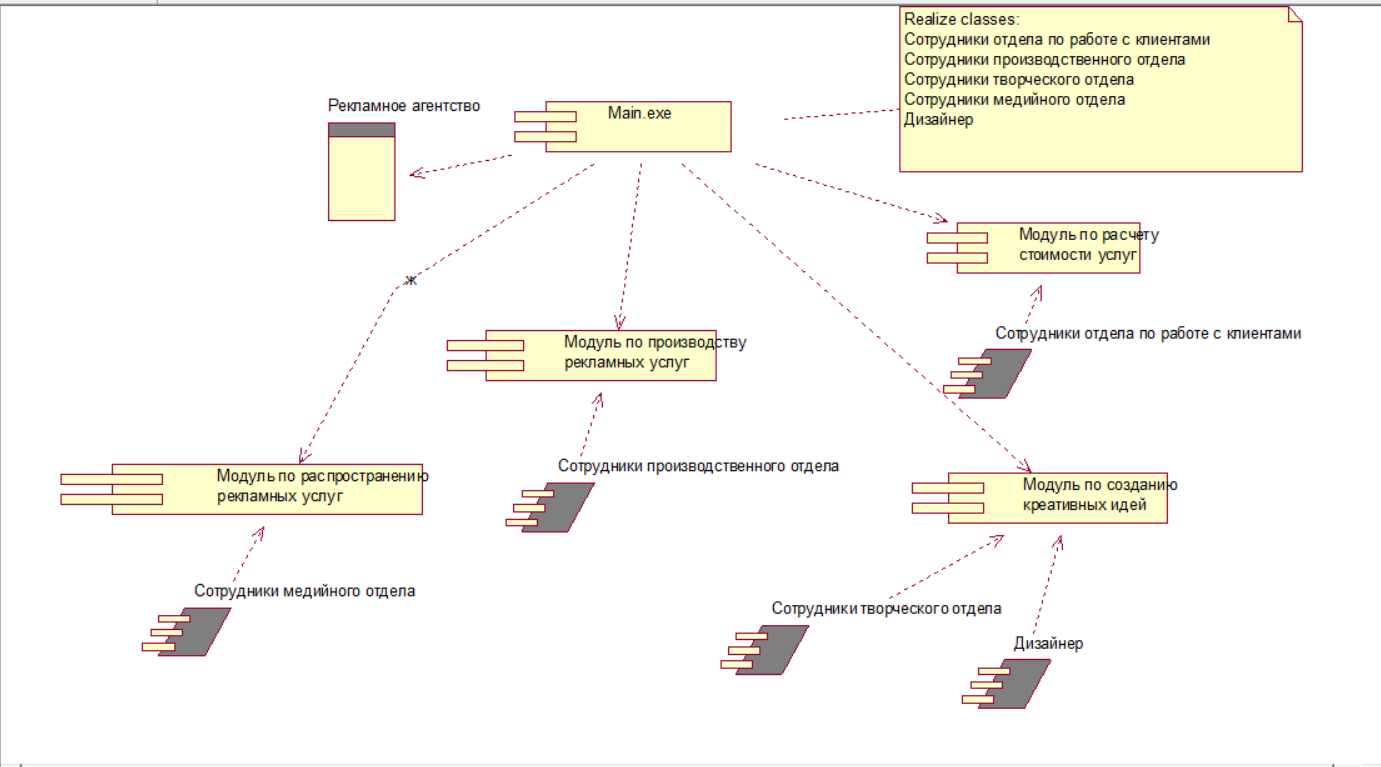 Realize classes:
Сотрудники отдела по работе с клиентами
Сотрудники производственного отдела
Сотрудники творческого отдела
Сотрудники медийного отдела
Дизайнер
Рекламное агентство
Main.exe
Модуль по расчету
стоимости услуг
ж
Сотрудники отдела по работе с клиентами
Модуль по производству
рекламных услуг
Сотрудники производственного отдела
Модуль по распространению
рекламных услуг
Модуль по созданию
креативных идей
Сотрудники медийного отдела
Сотрудники творческого отдела
Дизайнер